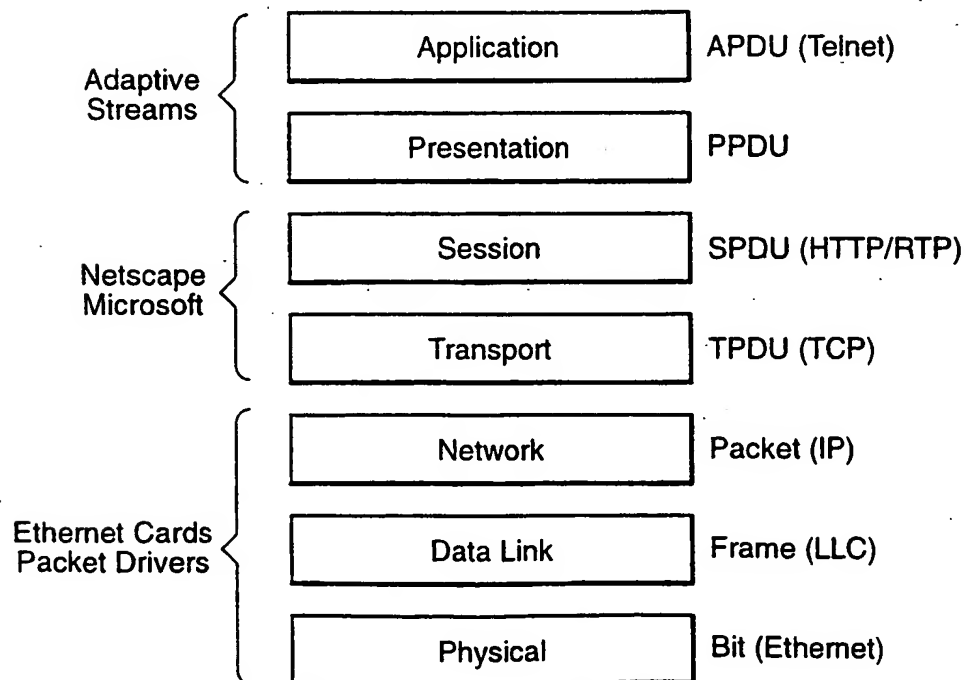 Application
APDU (Telnet)
Adaptive
Streams
Presentation
PPDU
Session
SPDU (HTTP/RTP)
Netscape
Microsoft
Transport
TPDU (TCP)
Network
Packet (IP)
Ethernet Cards
Packet Drivers
Data Link
Frame (LLC)
Physical
Bit (Ethernet)